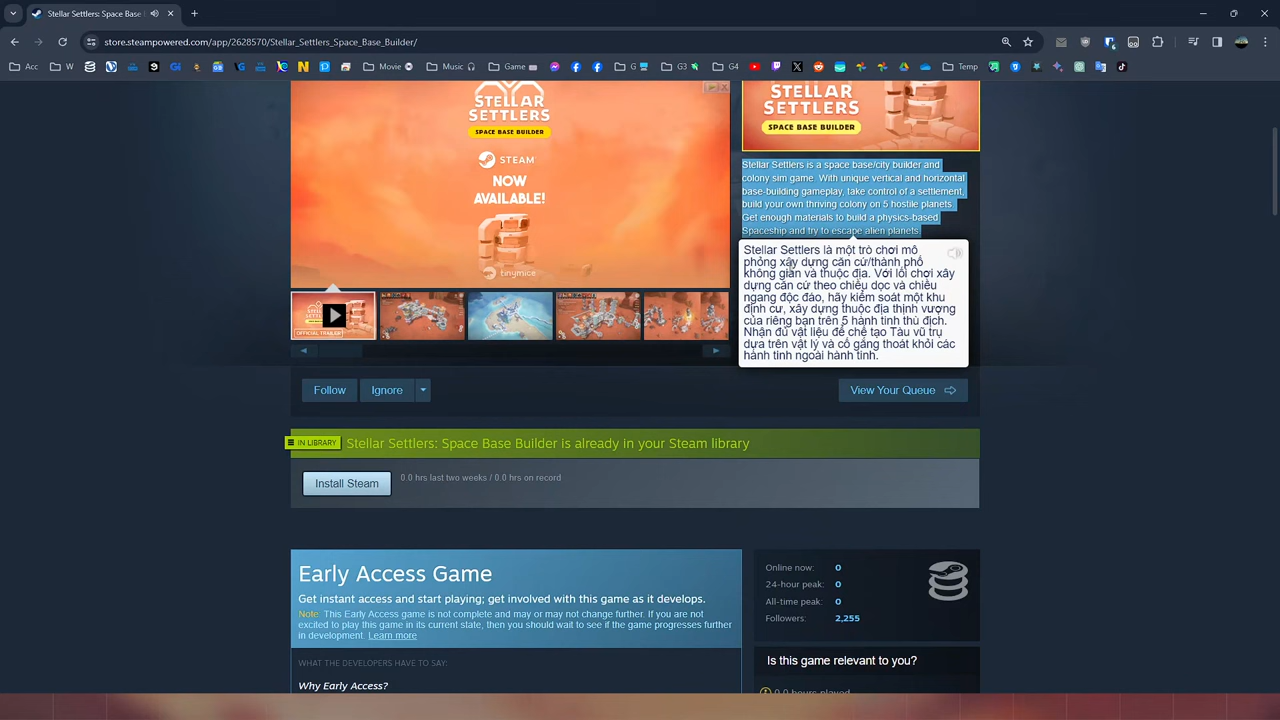 Stellar Settlers: Space Base
store.steampowered.com/app/2628570/Stellar_Settlers_Space_Base_Builder/
Acc
W
Movie
Music
Game
G
G3
G4
Temp
STELLAR
SETTLERS
SPACE BASE BUILDER
STEAM
NOW
AVAILABLE!
tinymice
STELLAR
SETTLERS
SPACE BASE BUILDER
Stellar Settlers is a space base/city builder and
colony sim game. With unique vertical and horizontal
base-building gameplay, take control of a settlement,
build your own thriving colony on 5 hostile planets.
Get enough materials to build a physics-based
Spaceship and try to escape alien planets
Stellar Settlers là một trò chơi mô
phỏng xây dựng căn cứ/thành phố
không gian và thuộc địa. Với lối chơi xây
dựng căn cứ theo chiều dọc và chiều
ngang độc đáo, hãy kiểm soát một khu
định cư, xây dựng thuộc địa thịnh vượng
của riêng bạn trên 5 hành tinh thù địch.
Nhận đủ vật liệu để chế tạo Tàu vũ trụ
dựa trên vật lý và cố gắng thoát khỏi các
hành tinh ngoài hành tinh.
OFFICIAL TRAILER
Follow
Ignore
View Your Queue
IN LIBRARY
Stellar Settlers: Space Base Builder is already in your Steam library
Install Steam
0.0 hrs last two weeks / 0.0 hrs on record
Early Access Game
Get instant access and start playing; get involved with this game as it develops.
Note: This Early Access game is not complete and may or may not change further. If you are not
excited to play this game in its current state, then you should wait to see if the game progresses further
in development. Learn more
WHAT THE DEVELOPERS HAVE TO SAY:
Why Early Access?
Online now: 0
24-hour peak: 0
All-time peak: 0
Followers: 2,255
Is this game relevant to you?
0.0 hours played